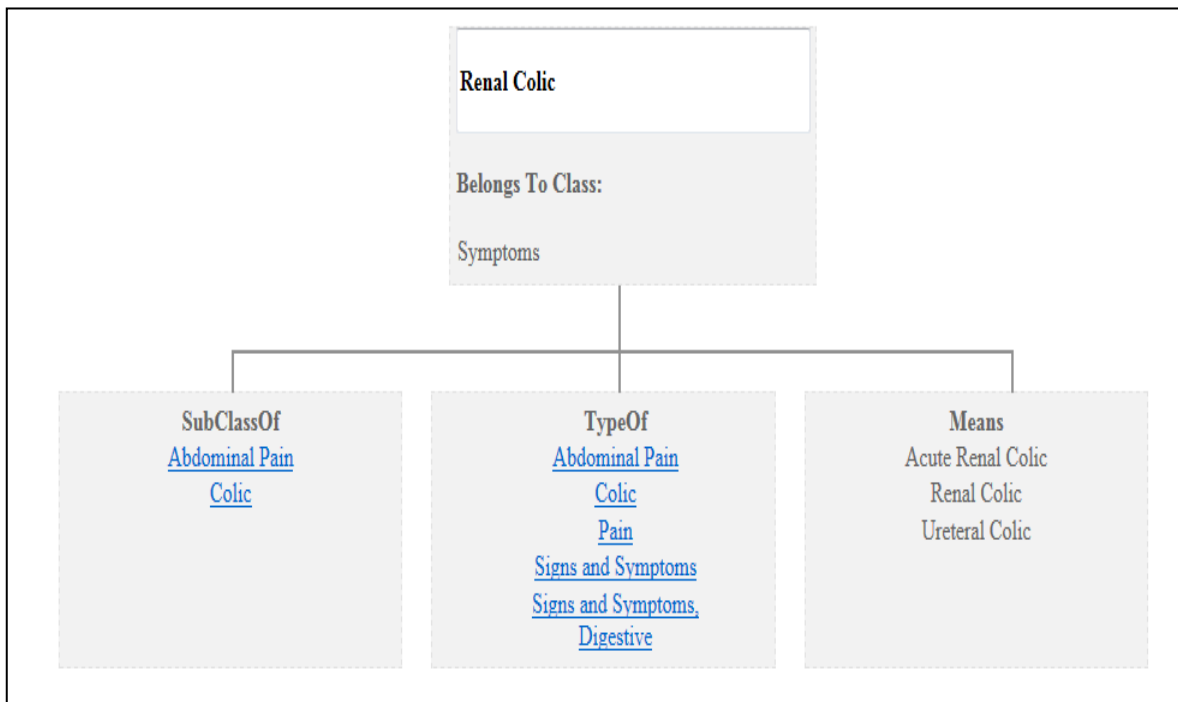 Renal Colic
Belongs To Class:
Symptoms
SubClassOf
Abdominal Pain
Colic
TypeOf
Abdominal Pain
Colic
Pain
Signs and Symptoms
Signs and Symptoms,
Digestive
Means
Acute Renal Colic
Renal Colic
Ureteral Colic